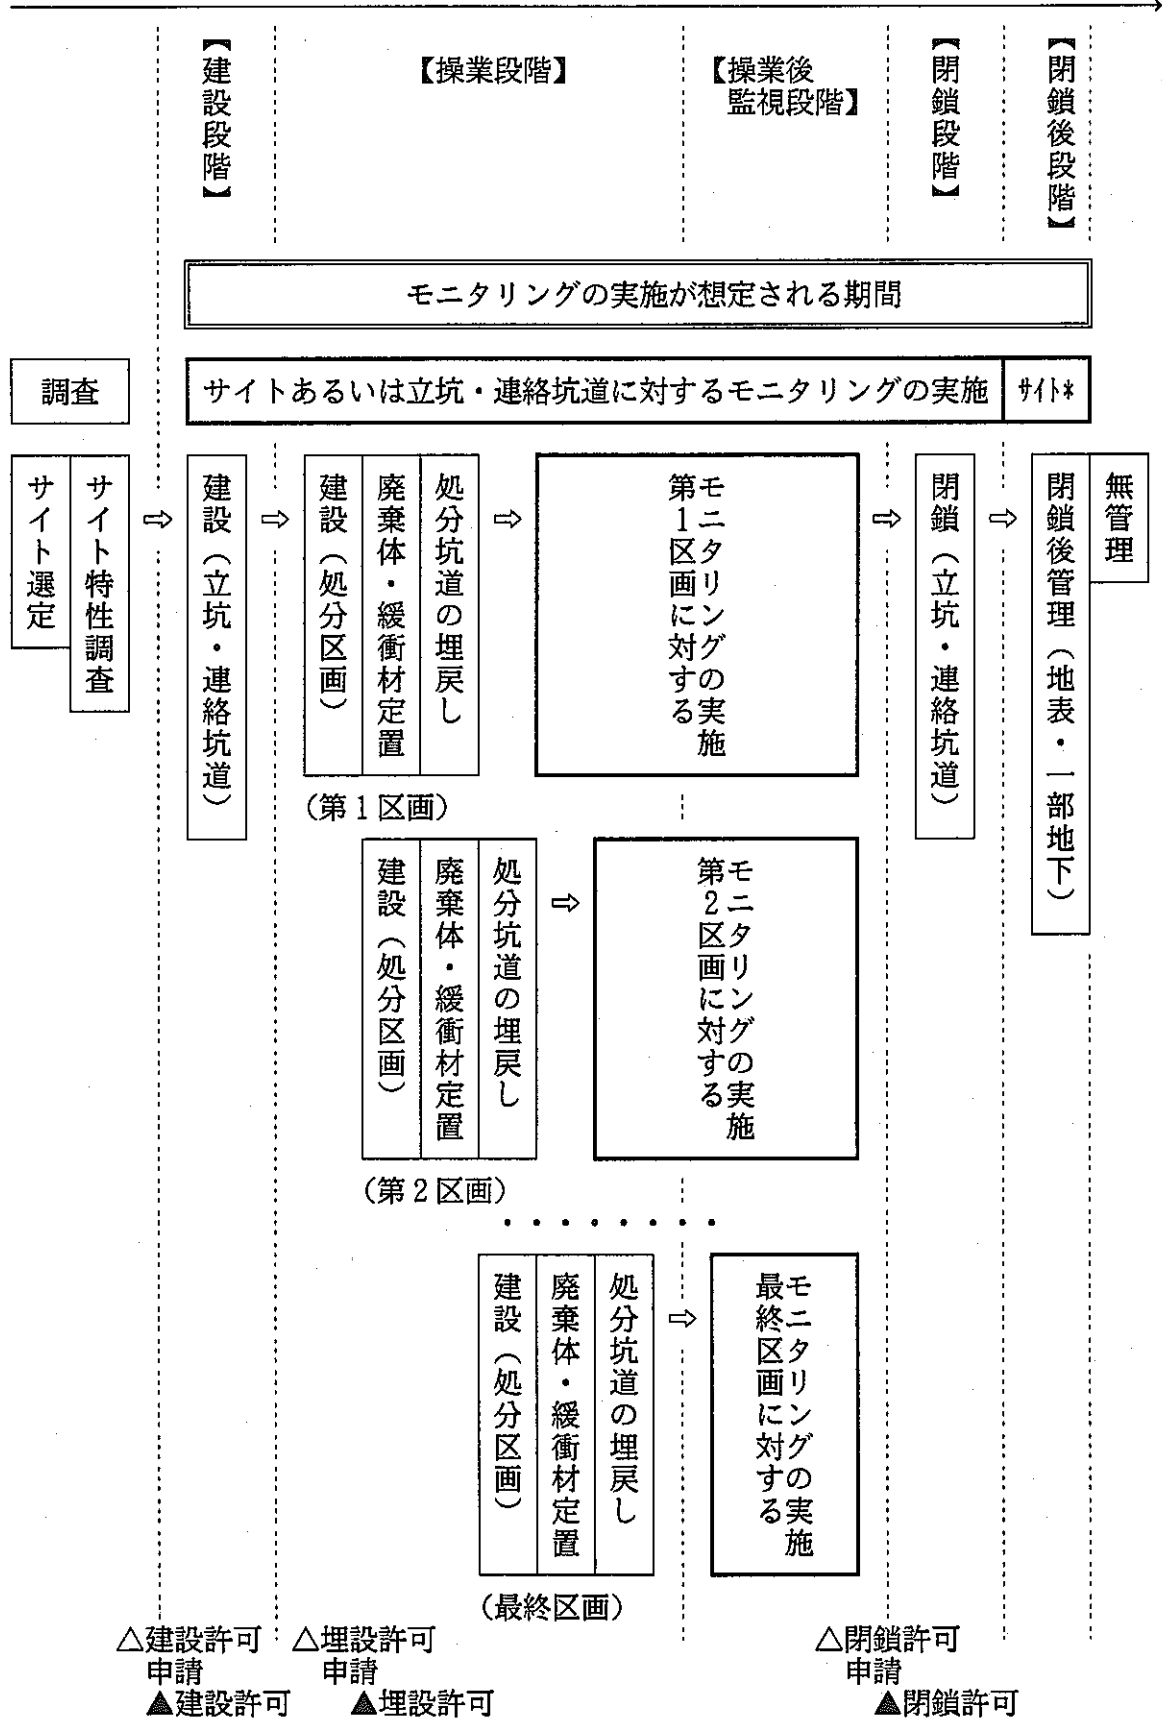 【建設段階】
【操業段階】
【操業後
監視段階】
【閉鎖段階】
【閉鎖後段階】
モニタリングの実施が想定される期間
調査
サイトあるいは立坑・連絡坑道に対するモニタリングの実施
サイト*
サイト選定
サイト特性調査
⇨
建設（立坑・連絡坑道）
⇨
建設（処分区画）
廃棄体・緩衝材定置
処分坑道の埋戻し
⇨
第1区画に対する
モニタリングの実施
⇨
閉鎖（立坑・連絡坑道）
⇨
閉鎖後管理（地表・一部地下）
無管理
（第1区画）
建設（処分区画）
廃棄体・緩衝材定置
処分坑道の埋戻し
⇨
第2区画に対する
モニタリングの実施
（第2区画）
・・・・・・・・
建設（処分区画）
廃棄体・緩衝材定置
処分坑道の埋戻し
⇨
最終区画に対する
モニタリングの実施
（最終区画）
△建設許可
申請
▲建設許可
△埋設許可
申請
▲埋設許可
△閉鎖許可
申請
▲閉鎖許可